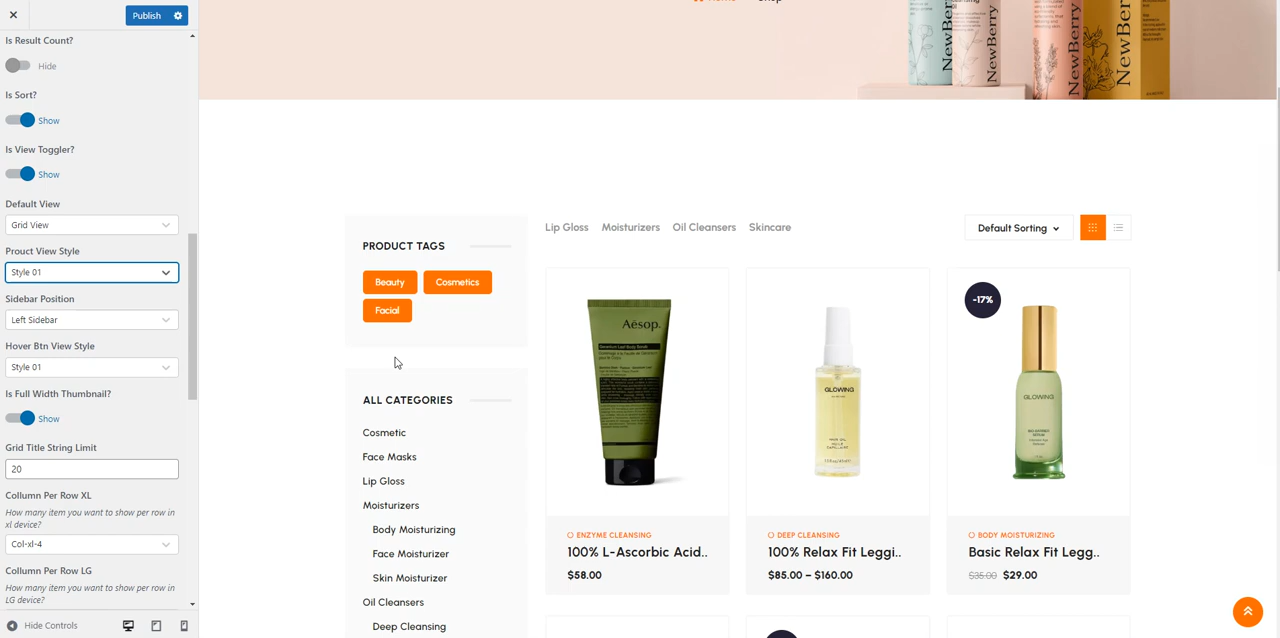 Publish
Is Result Count?
Hide
Is Sort?
Show
Is View Toggler?
Show
Default View
Grid View
Prouct View Style
Style 01
Sidebar Position
Left Sidebar
Hover Btn View Style
Style 01
Is Full Width Thumbnail?
Show
Grid Title String Limit
20
Column Per Row XL
How many item you want to show per row in
xl device?
Col-xl-4
Column Per Row LG
How many item you want to show per row in
LG device?
Hide Controls
NewBerry
NewBerry
NewBerry
NewBerry
PRODUCT TAGS
Beauty
Cosmetics
Facial
ALL CATEGORIES
Cosmetic
Face Masks
Lip Gloss
Moisturizers
Body Moisturizing
Face Moisturizer
Skin Moisturizer
Oil Cleansers
Deep Cleansing
Lip Gloss Moisturizers Oil Cleansers Skincare
Default Sorting
Aēsop.
GLOWING
-17%
GLOWING
ENZYME CLEANSING
100% L-Ascorbic Acid..
$58.00
DEEP CLEANSING
100% Relax Fit Leggi..
$85.00 – $160.00
BODY MOISTURIZING
Basic Relax Fit Legg..
$35.00 $29.00